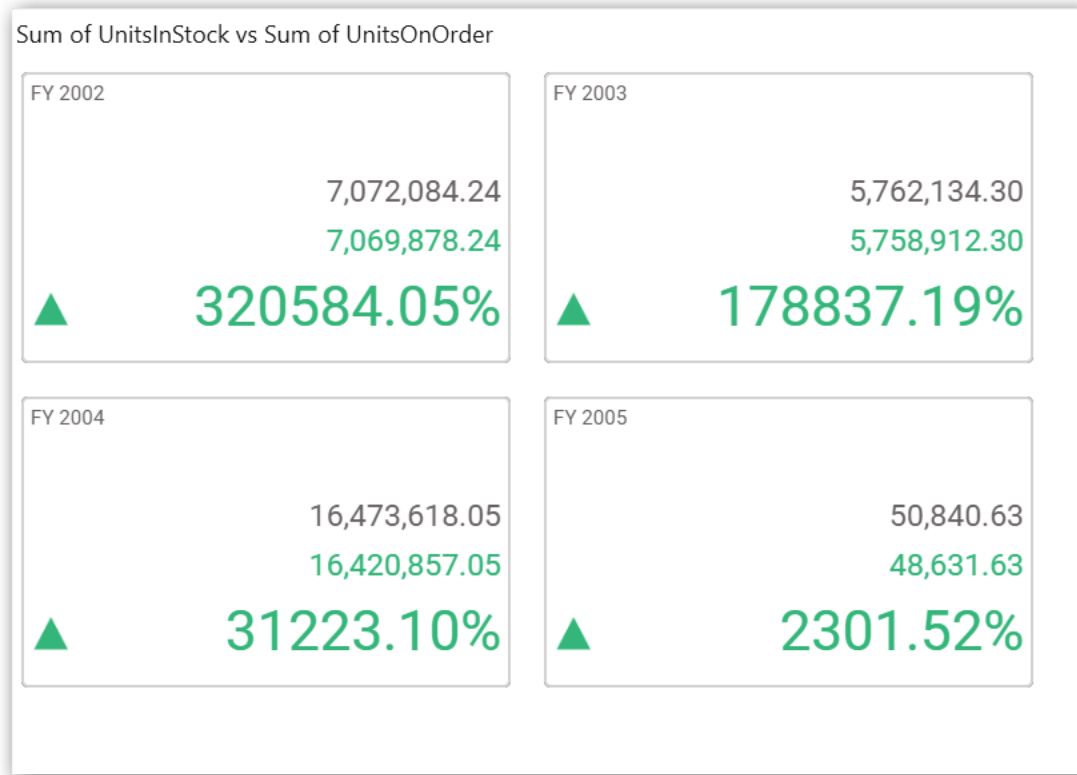 Sum of UnitsInStock vs Sum of UnitsOnOrder
FY 2002
7,072,084.24
7,069,878.24
▲ 320584.05%
FY 2003
5,762,134.30
5,758,912.30
▲ 178837.19%
FY 2004
16,473,618.05
16,420,857.05
▲ 31223.10%
FY 2005
50,840.63
48,631.63
▲ 2301.52%